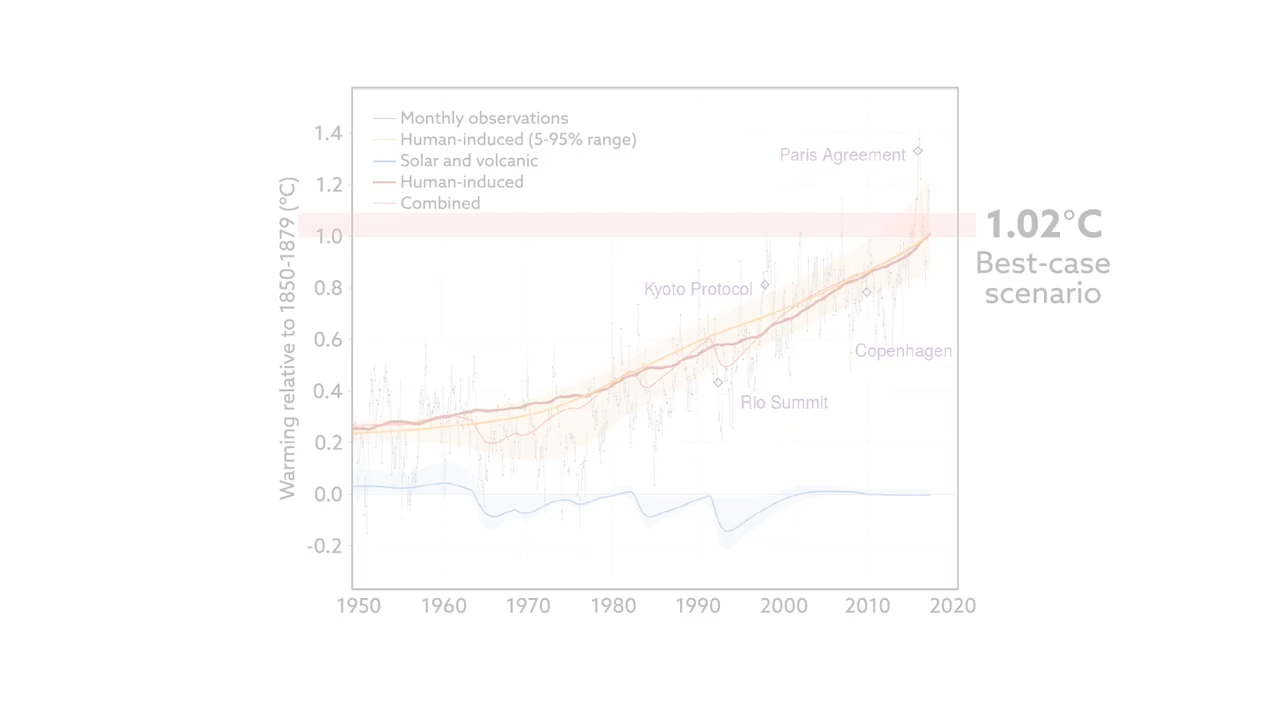 Monthly observations
Human-induced (5-95% range)
Solar and volcanic
Human-induced
Combined
Warming relative to 1850-1879 (°C)
1.4
1.2
1.0
0.8
0.6
0.4
0.2
0.0
-0.2
Paris Agreement
Kyoto Protocol
Copenhagen
Rio Summit
1.02°C
Best-case
scenario
1950 1960 1970 1980 1990 2000 2010 2020